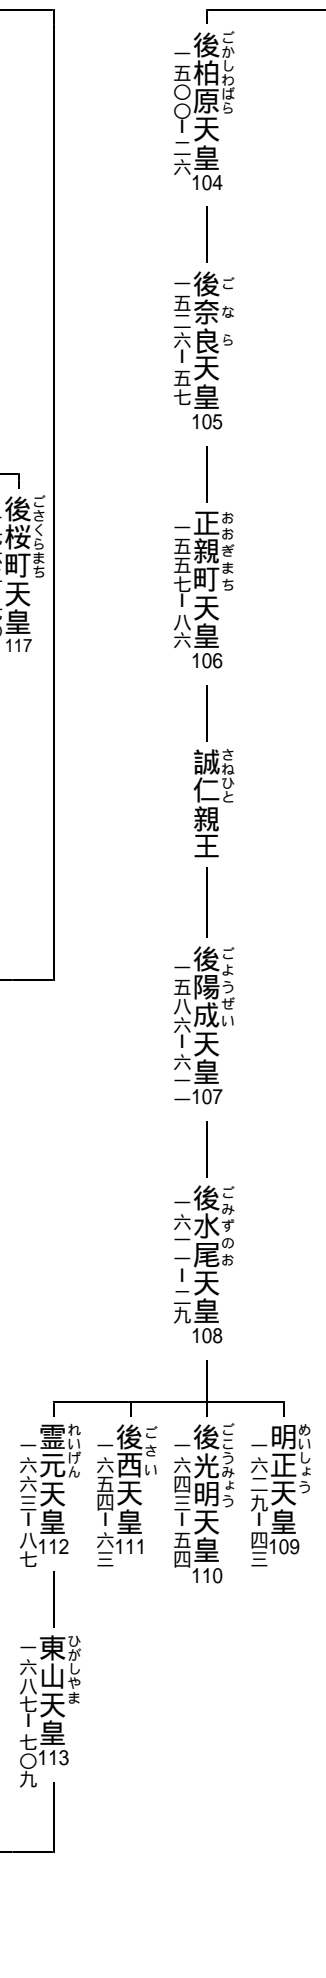 後柏原天皇
ごかしわばら
一五〇〇ー二六
104
後奈良天皇
ごなら
一五二六ー五七
105
正親町天皇
おおぎまち
一五五七ー八六
106
誠仁親王
さねひと
後陽成天皇
ごようぜい
一五八六ー六一一
107
後水尾天皇
ごみずのお
一六一一ー二九
108
明正天皇
めいしょう
一六二九ー四三
109
後光明天皇
ごこうみょう
一六四三ー五四
110
後西天皇
ごさい
一六五四ー六三
111
霊元天皇
れいげん
一六六三ー八七
112
東山天皇
ひがしやま
一六八七ー七〇九
113
後桜町天皇
ごさくらまち
117